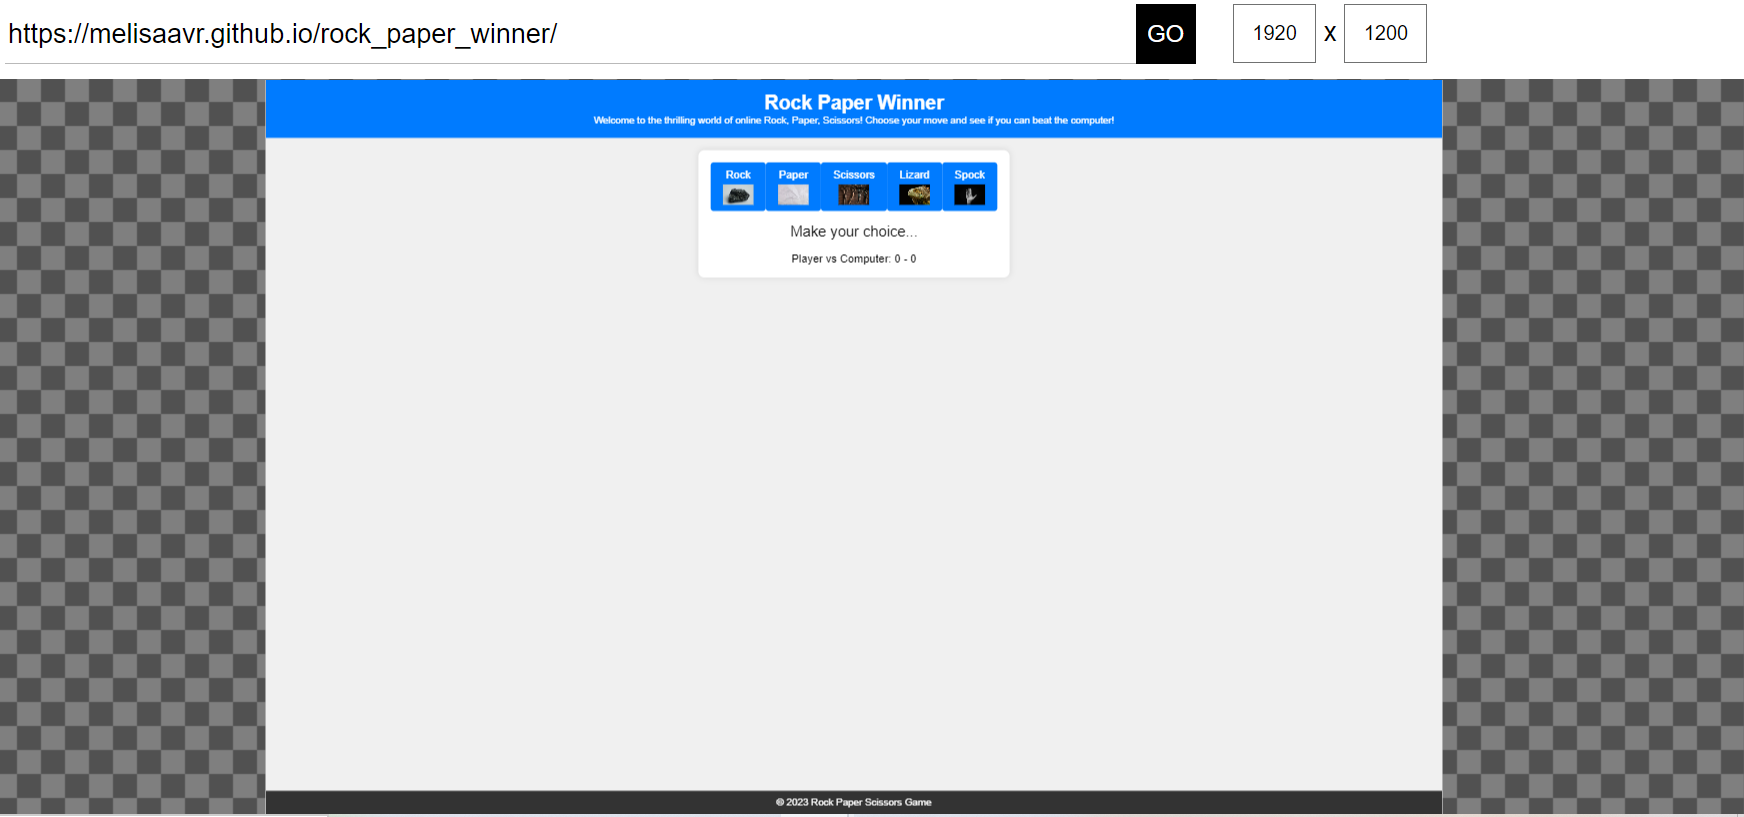 https://melisaavr.github.io/rock_paper_winner/
GO
1920 X 1200
Rock Paper Winner
Welcome to the thrilling world of online Rock, Paper, Scissors! Choose your move and see if you can beat the computer!
Rock Paper Scissors Lizard Spock
Make your choice...
Player vs Computer: 0 - 0
© 2023 Rock Paper Scissors Game